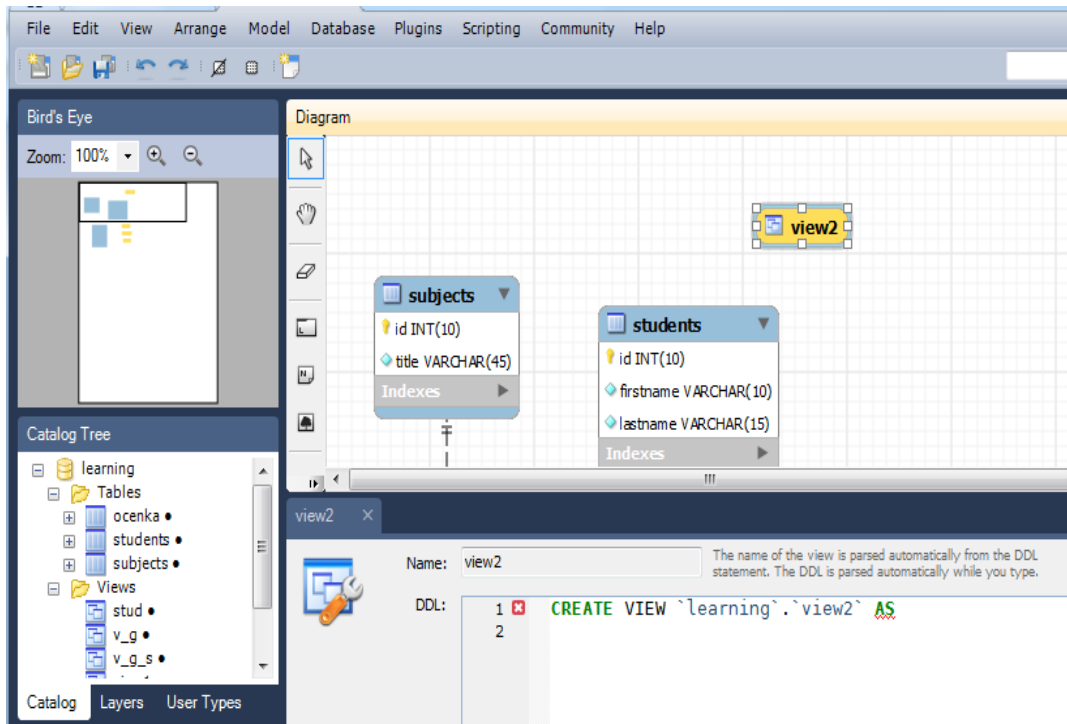 File Edit View Arrange Model Database Plugins Scripting Community Help
Bird's Eye
Zoom: 100%
Diagram
view2
subjects
id INT(10)
title VARCHAR(45)
Indexes
students
id INT(10)
firstname VARCHAR(10)
lastname VARCHAR(15)
Indexes
Catalog Tree
learning
Tables
ocenka
students
subjects
Views
stud
v_g
v_g_s
Catalog Layers User Types
view2
Name: view2
The name of the view is parsed automatically from the DDL
statement. The DDL is parsed automatically while you type.
DDL:
1 CREATE VIEW `learning`.`view2` AS
2